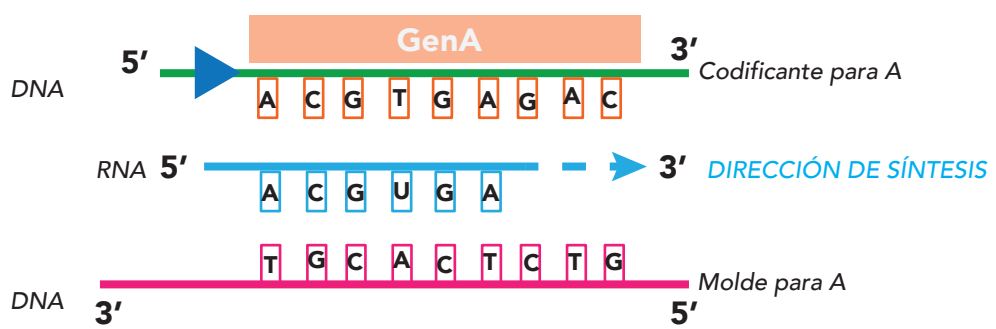 GenA
5’ 3’
DNA Codificante para A
A C G T G A G A C
RNA 5’ 3’ DIRECCIÓN DE SÍNTESIS
A C G U G A
T G C A C T C T G
DNA 3’ 5’ Molde para A